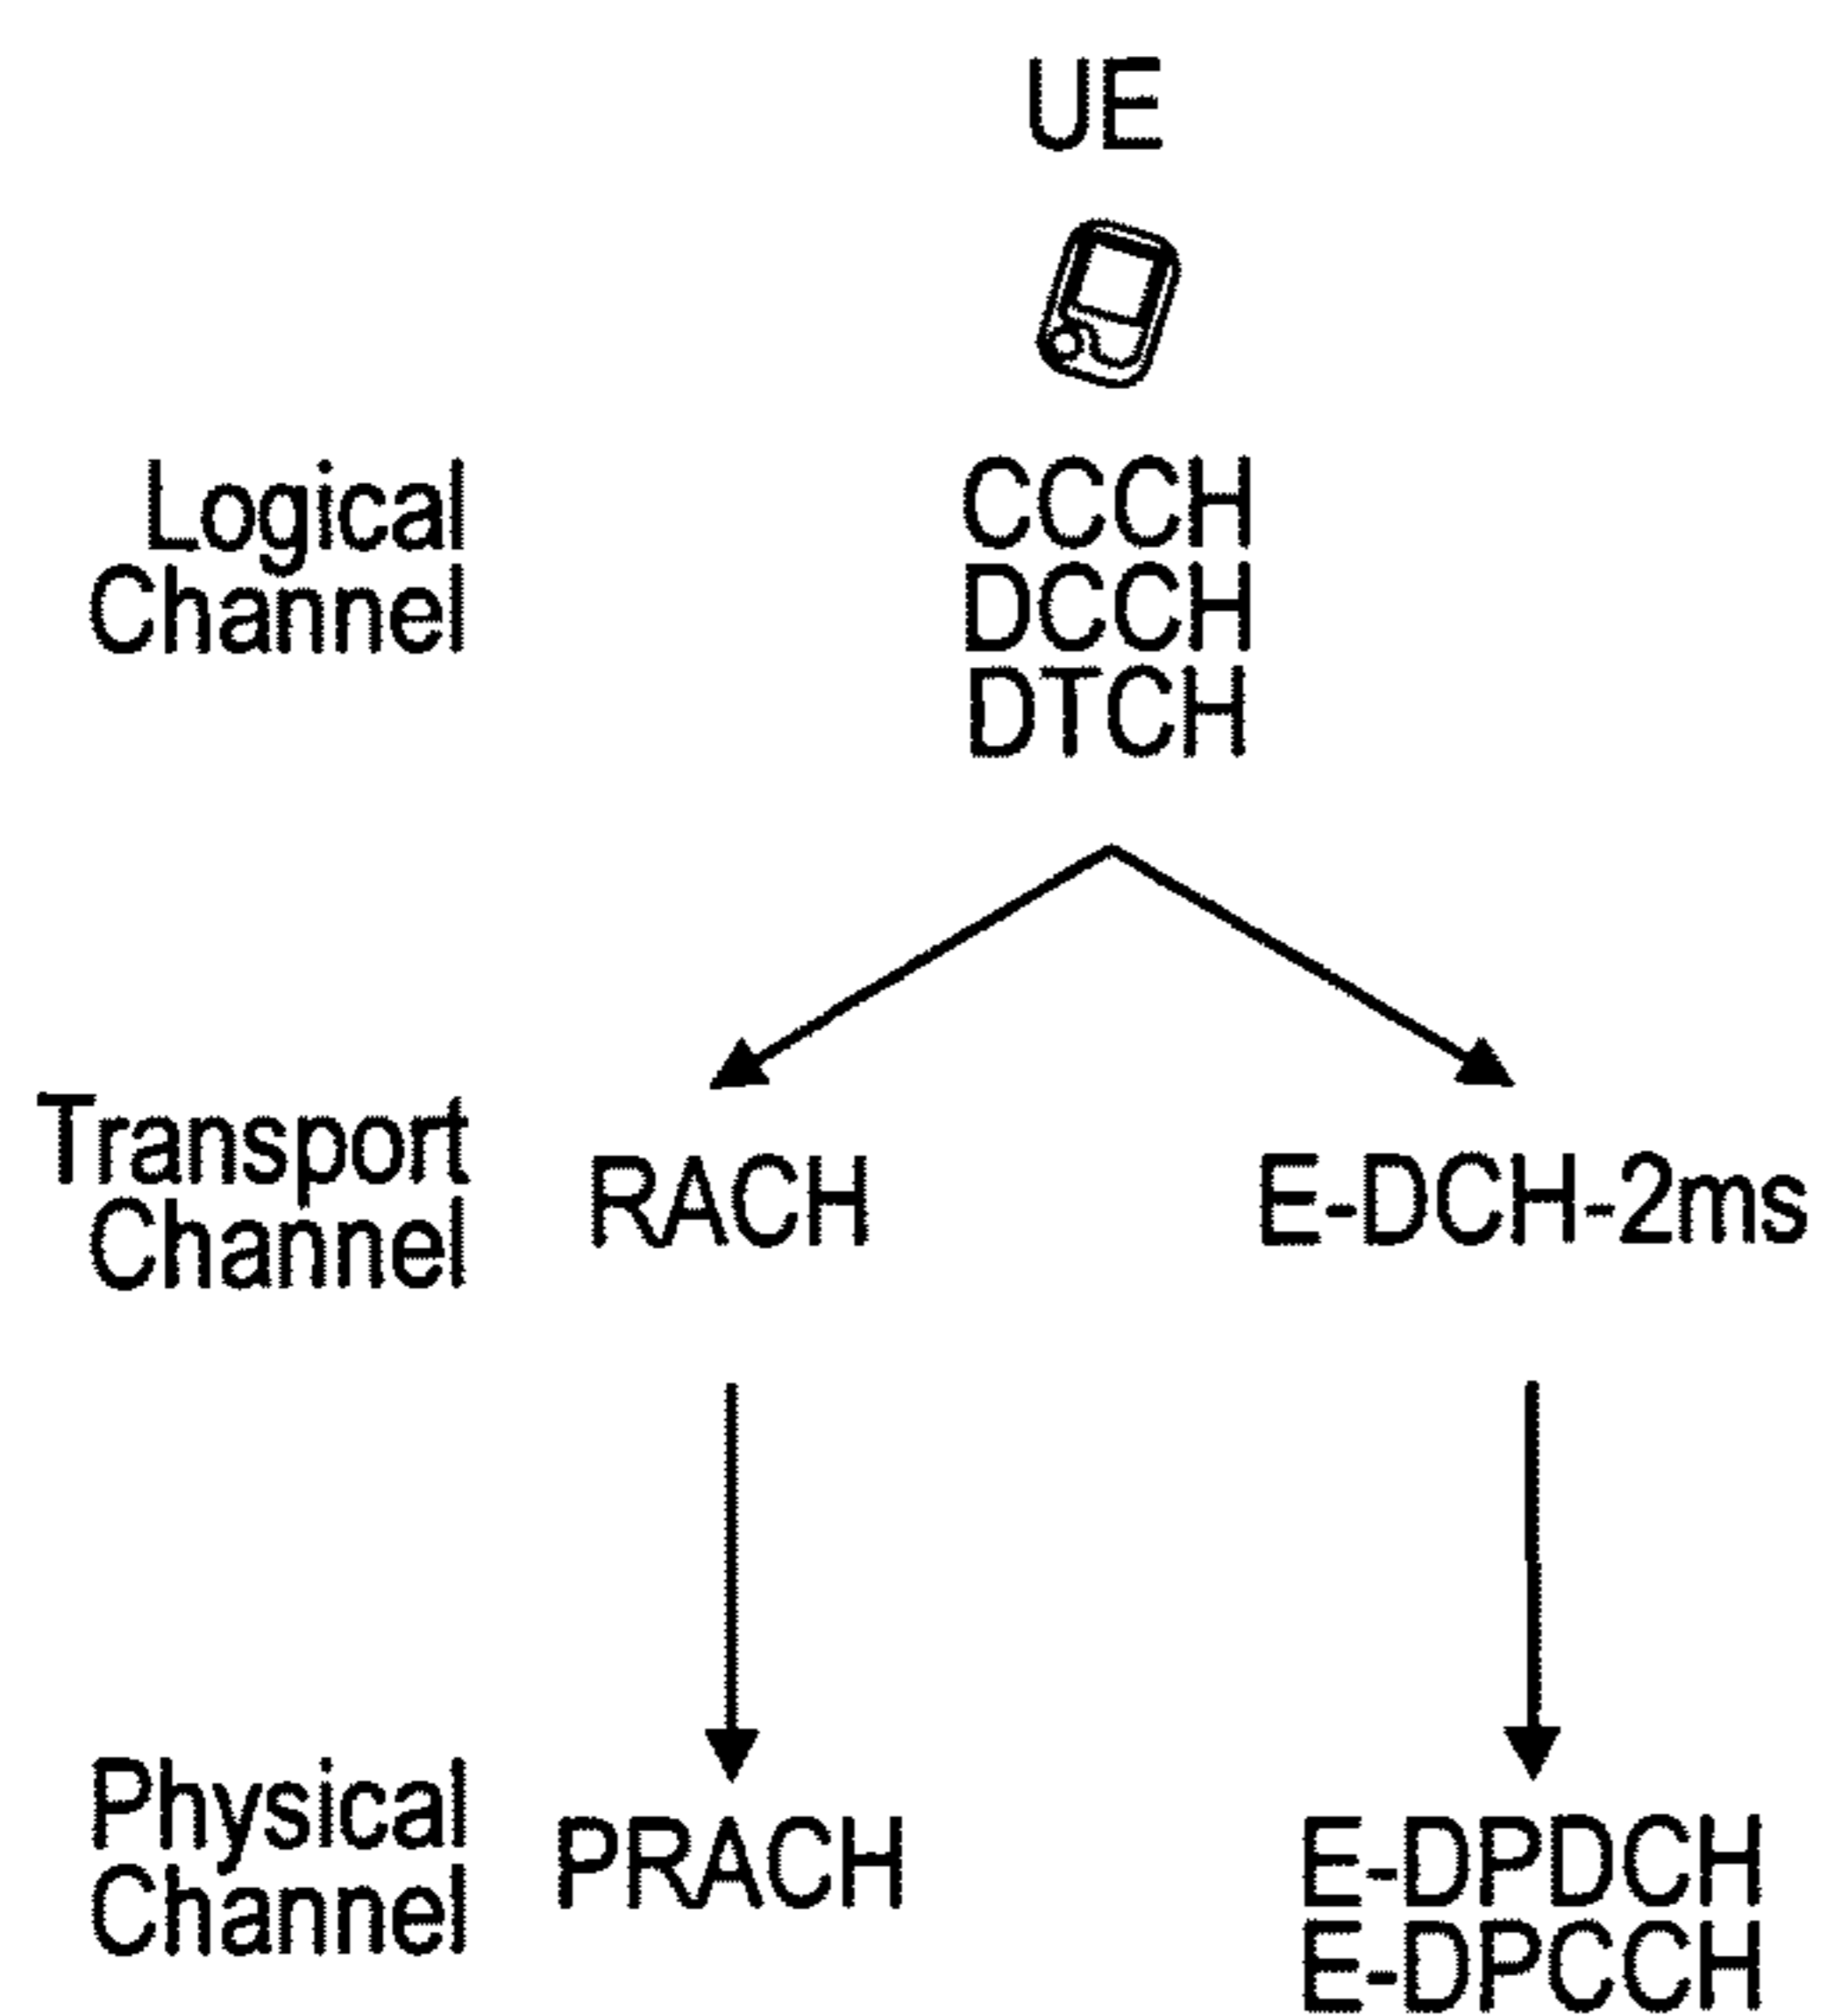 UE
Logical
Channel
CCCH
DCCH
DTCH
Transport
Channel
RACH
E-DCH-2ms
Physical
Channel
PRACH
E-DPDCH
E-DPCCH